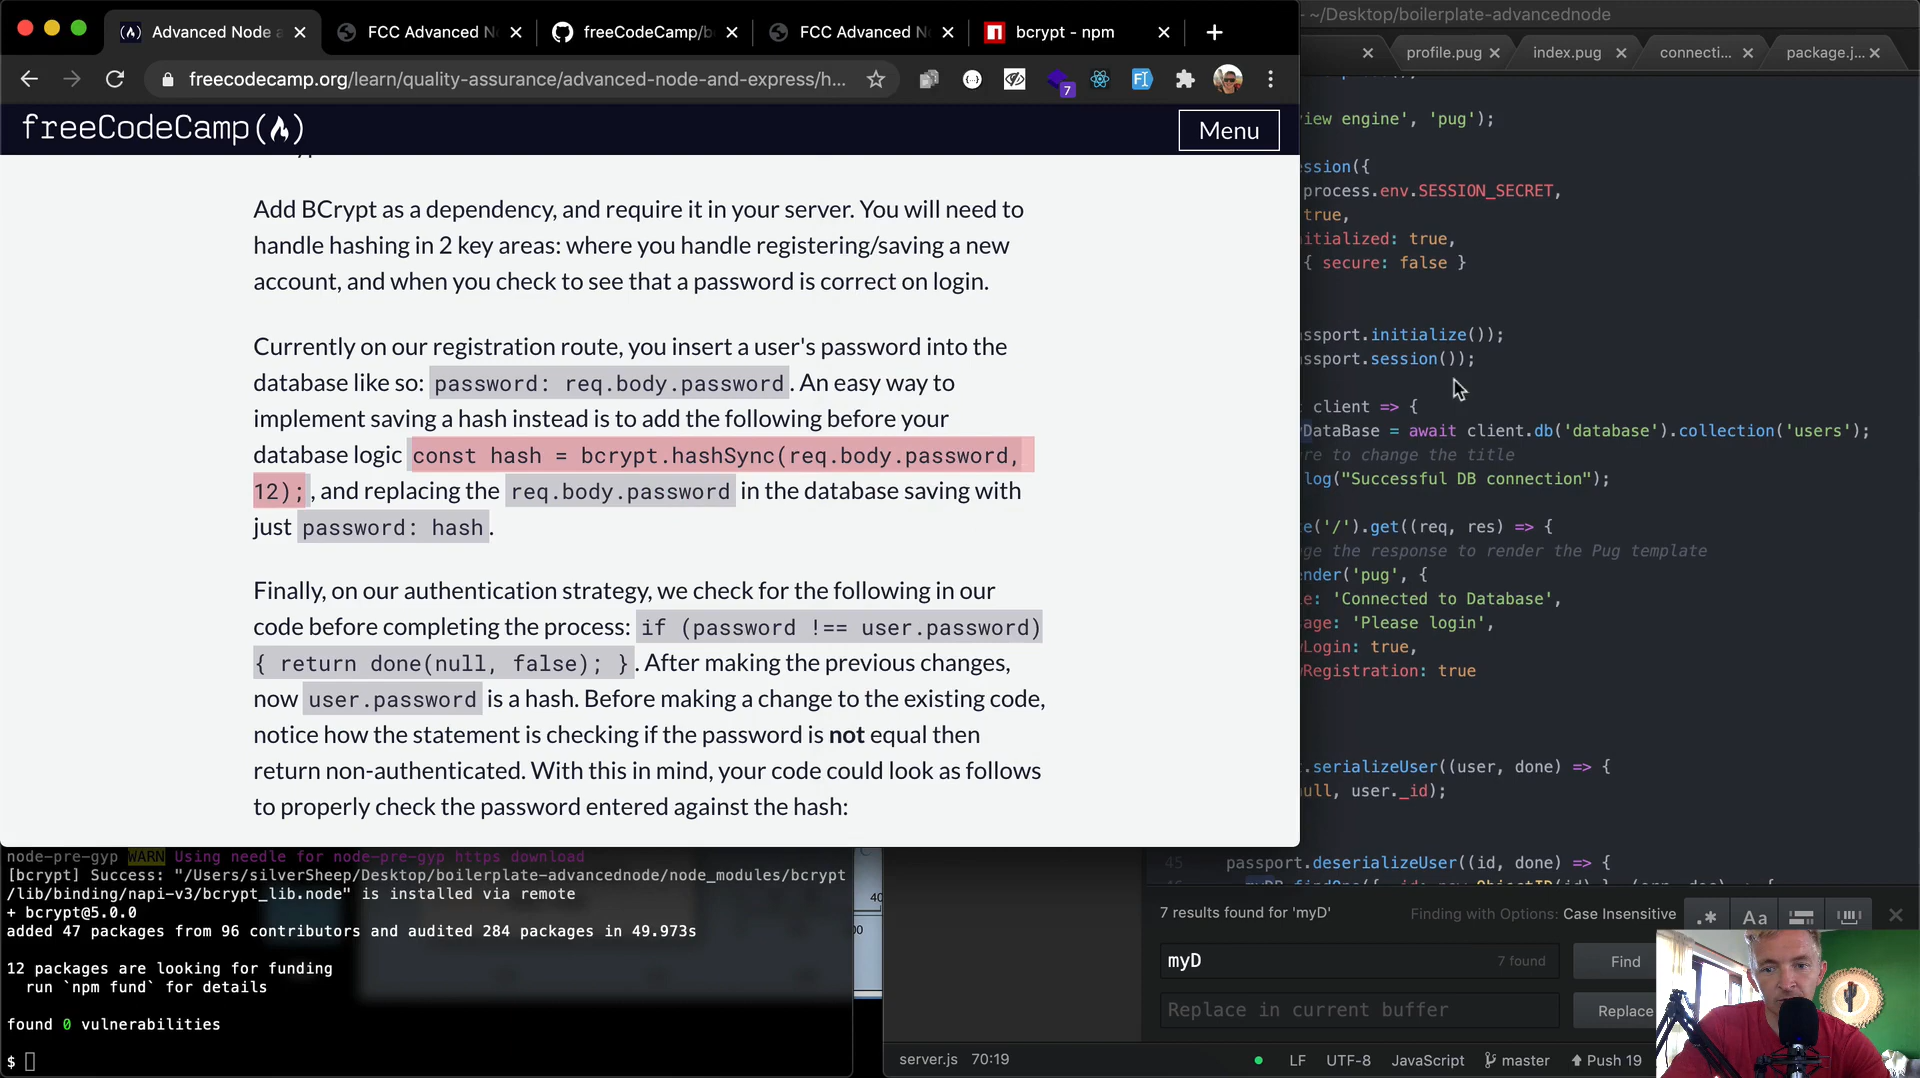 Advanced Node a
FCC Advanced N
freeCodeCamp/b
FCC Advanced N
bcrypt - npm
~/Desktop/boilerplate-advancednode
profile.pug
index.pug
connecti...
package.j...
freecodecamp.org/learn/quality-assurance/advanced-node-and-express/h...
7
freeCodeCamp
Menu
Add BCrypt as a dependency, and require it in your server. You will need to
handle hashing in 2 key areas: where you handle registering/saving a new
account, and when you check to see that a password is correct on login.
Currently on our registration route, you insert a user's password into the
database like so: password: req.body.password. An easy way to
implement saving a hash instead is to add the following before your
database logic const hash = bcrypt.hashSync(req.body.password,
12);, and replacing the req.body.password in the database saving with
just password: hash.
Finally, on our authentication strategy, we check for the following in our
code before completing the process: if (password !== user.password)
{ return done(null, false); }. After making the previous changes,
now user.password is a hash. Before making a change to the existing code,
notice how the statement is checking if the password is not equal then
return non-authenticated. With this in mind, your code could look as follows
to properly check the password entered against the hash:
iew engine', 'pug');
ssion({
process.env.SESSION_SECRET,
true,
itialized: true,
{ secure: false }
ssport.initialize());
ssport.session());
client => {
DataBase = await client.db('database').collection('users');
re to change the title
log("Successful DB connection");
e('/').get((req, res) => {
ge the response to render the Pug template
nder('pug', {
e: 'Connected to Database',
age: 'Please login',
Login: true,
Registration: true
.serializeUser((user, done) => {
ull, user._id);
45 passport.deserializeUser((id, done) => {
node-pre-gyp WARN Using needle for node-pre-gyp https download
[bcrypt] Success: "/Users/silverSheep/Desktop/boilerplate-advancednode/node_modules/bcrypt
/lib/binding/napi-v3/bcrypt_lib.node" is installed via remote
+ bcrypt@5.0.0
added 47 packages from 96 contributors and audited 284 packages in 49.973s
12 packages are looking for funding
run `npm fund` for details
found 0 vulnerabilities
$
7 results found for 'myD'
Finding with Options: Case Insensitive
.*
Aa
myD
7 found
Find
Replace in current buffer
Replace
server.js 70:19
LF
UTF-8
JavaScript
master
Push 19